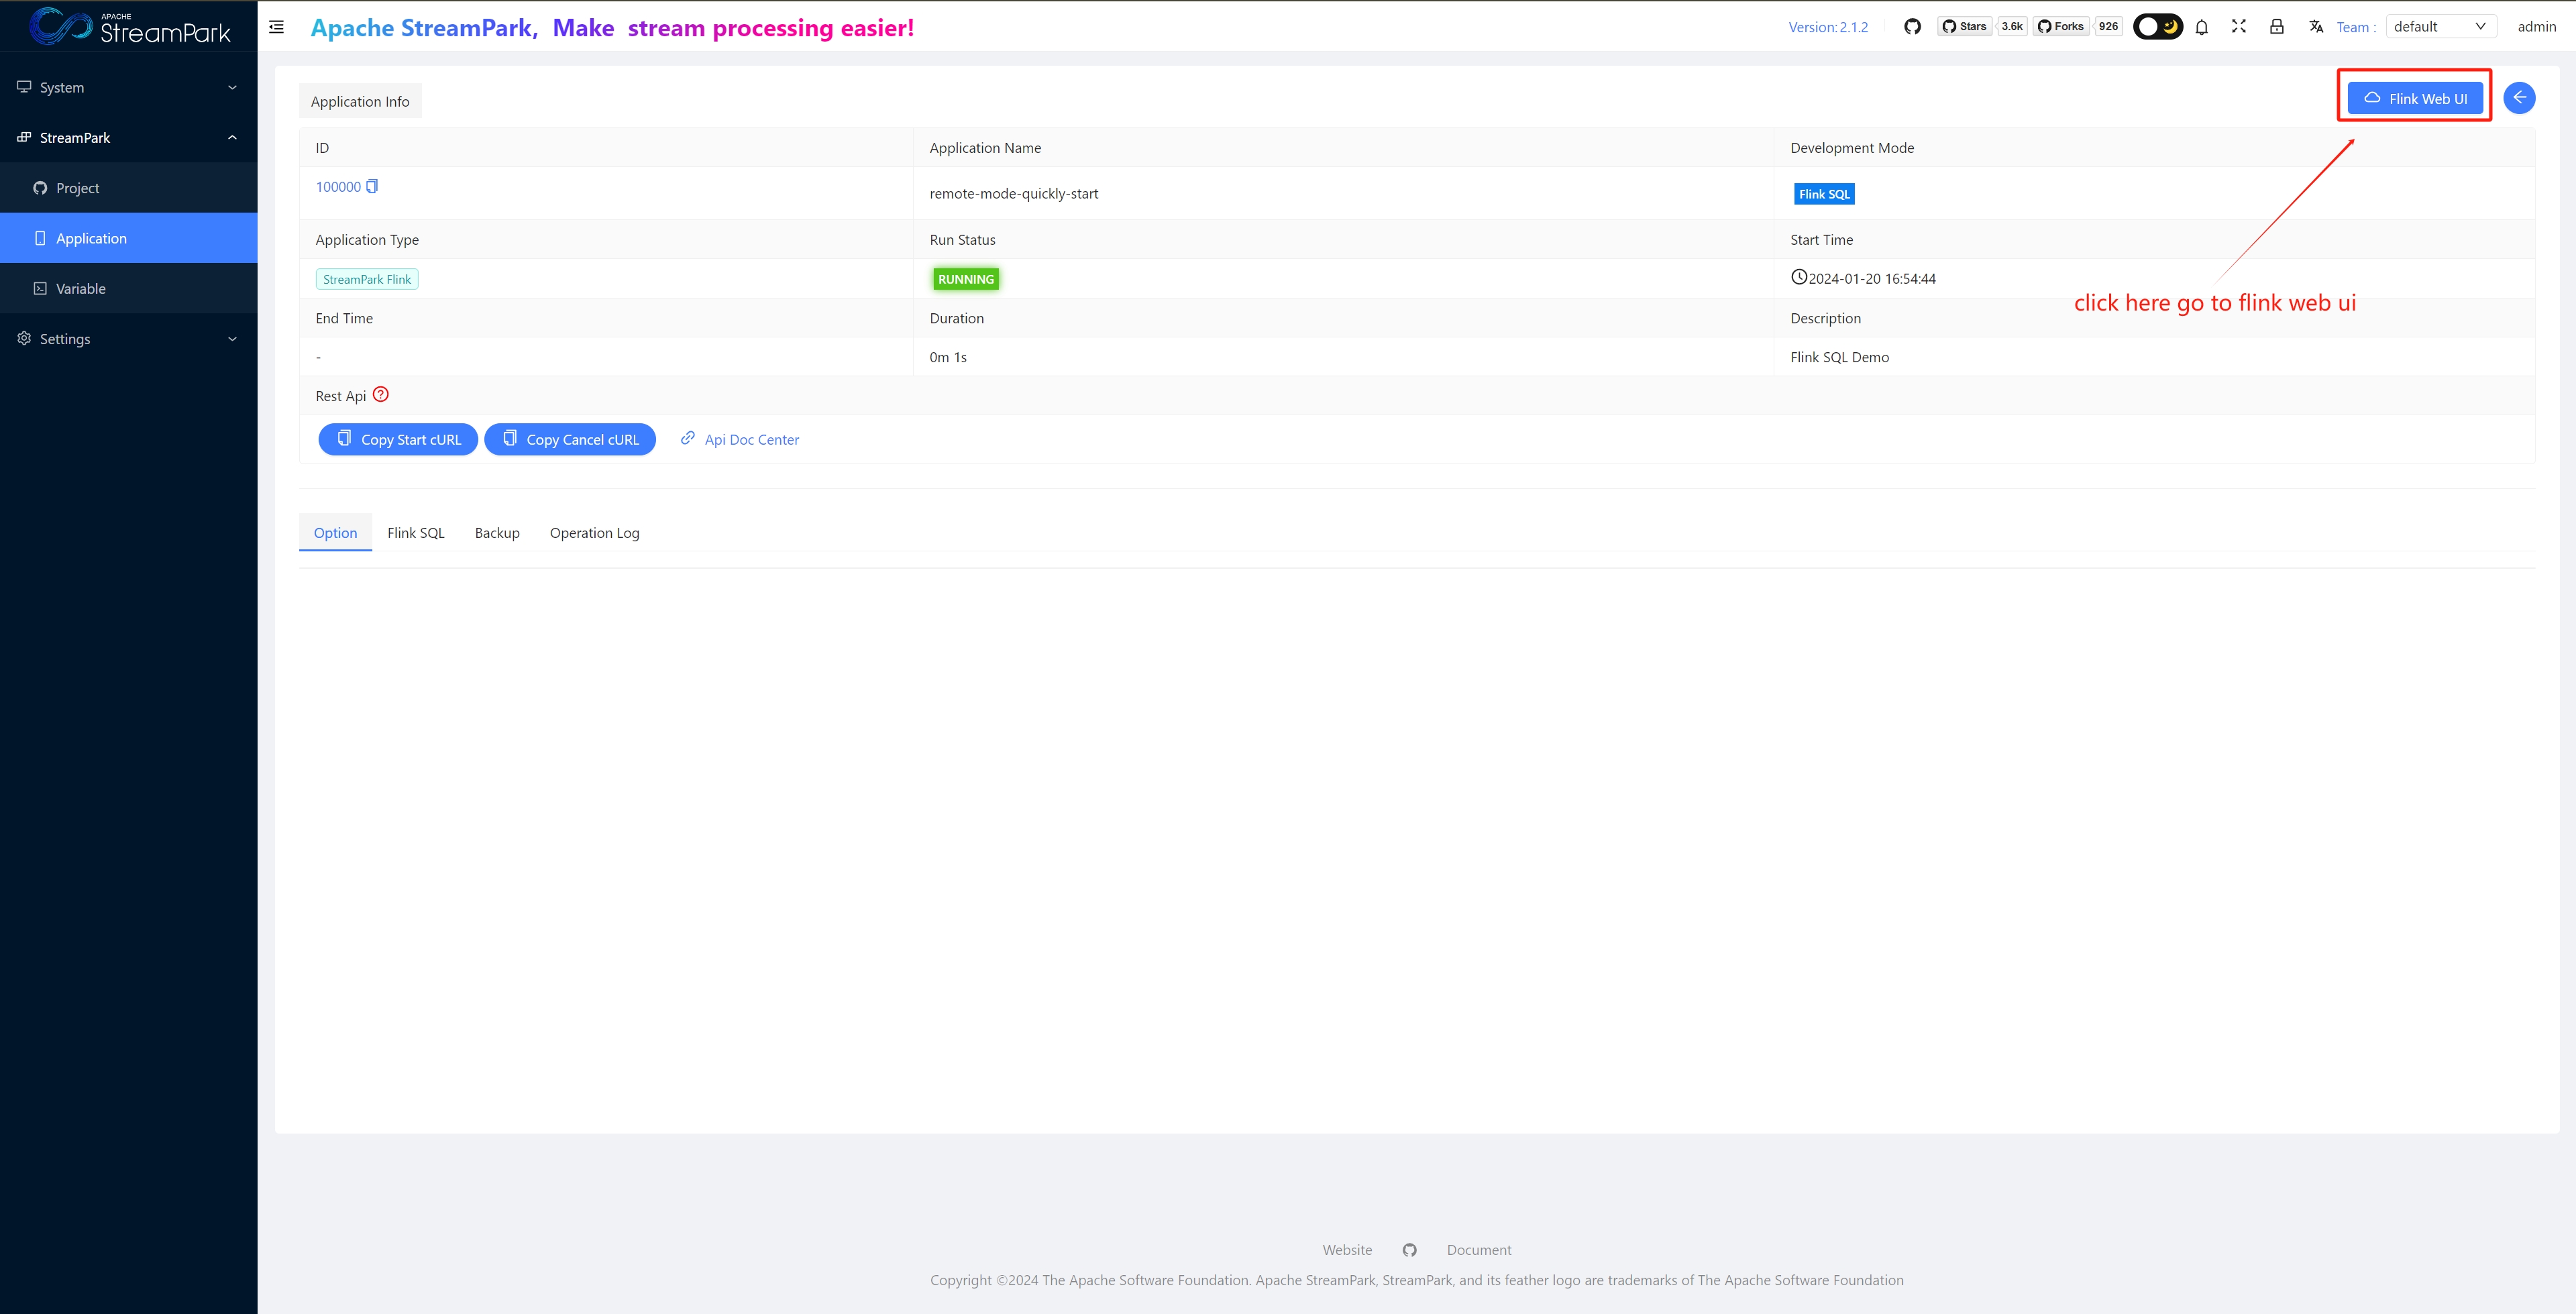 APACHE
StreamPark
Apache StreamPark, Make stream processing easier!
Version: 2.1.2
Stars
3.6k
Forks
926
Team :
default
admin
System
StreamPark
Project
Application
Variable
Settings
Application Info
Flink Web UI
ID
Application Name
Development Mode
100000
remote-mode-quickly-start
Flink SQL
Application Type
Run Status
Start Time
StreamPark Flink
RUNNING
2024-01-20 16:54:44
click here go to flink web ui
End Time
Duration
Description
-
0m 1s
Flink SQL Demo
Rest Api
Copy Start cURL
Copy Cancel cURL
Api Doc Center
Option
Flink SQL
Backup
Operation Log
Website
Document
Copyright ©2024 The Apache Software Foundation. Apache StreamPark, StreamPark, and its feather logo are trademarks of The Apache Software Foundation